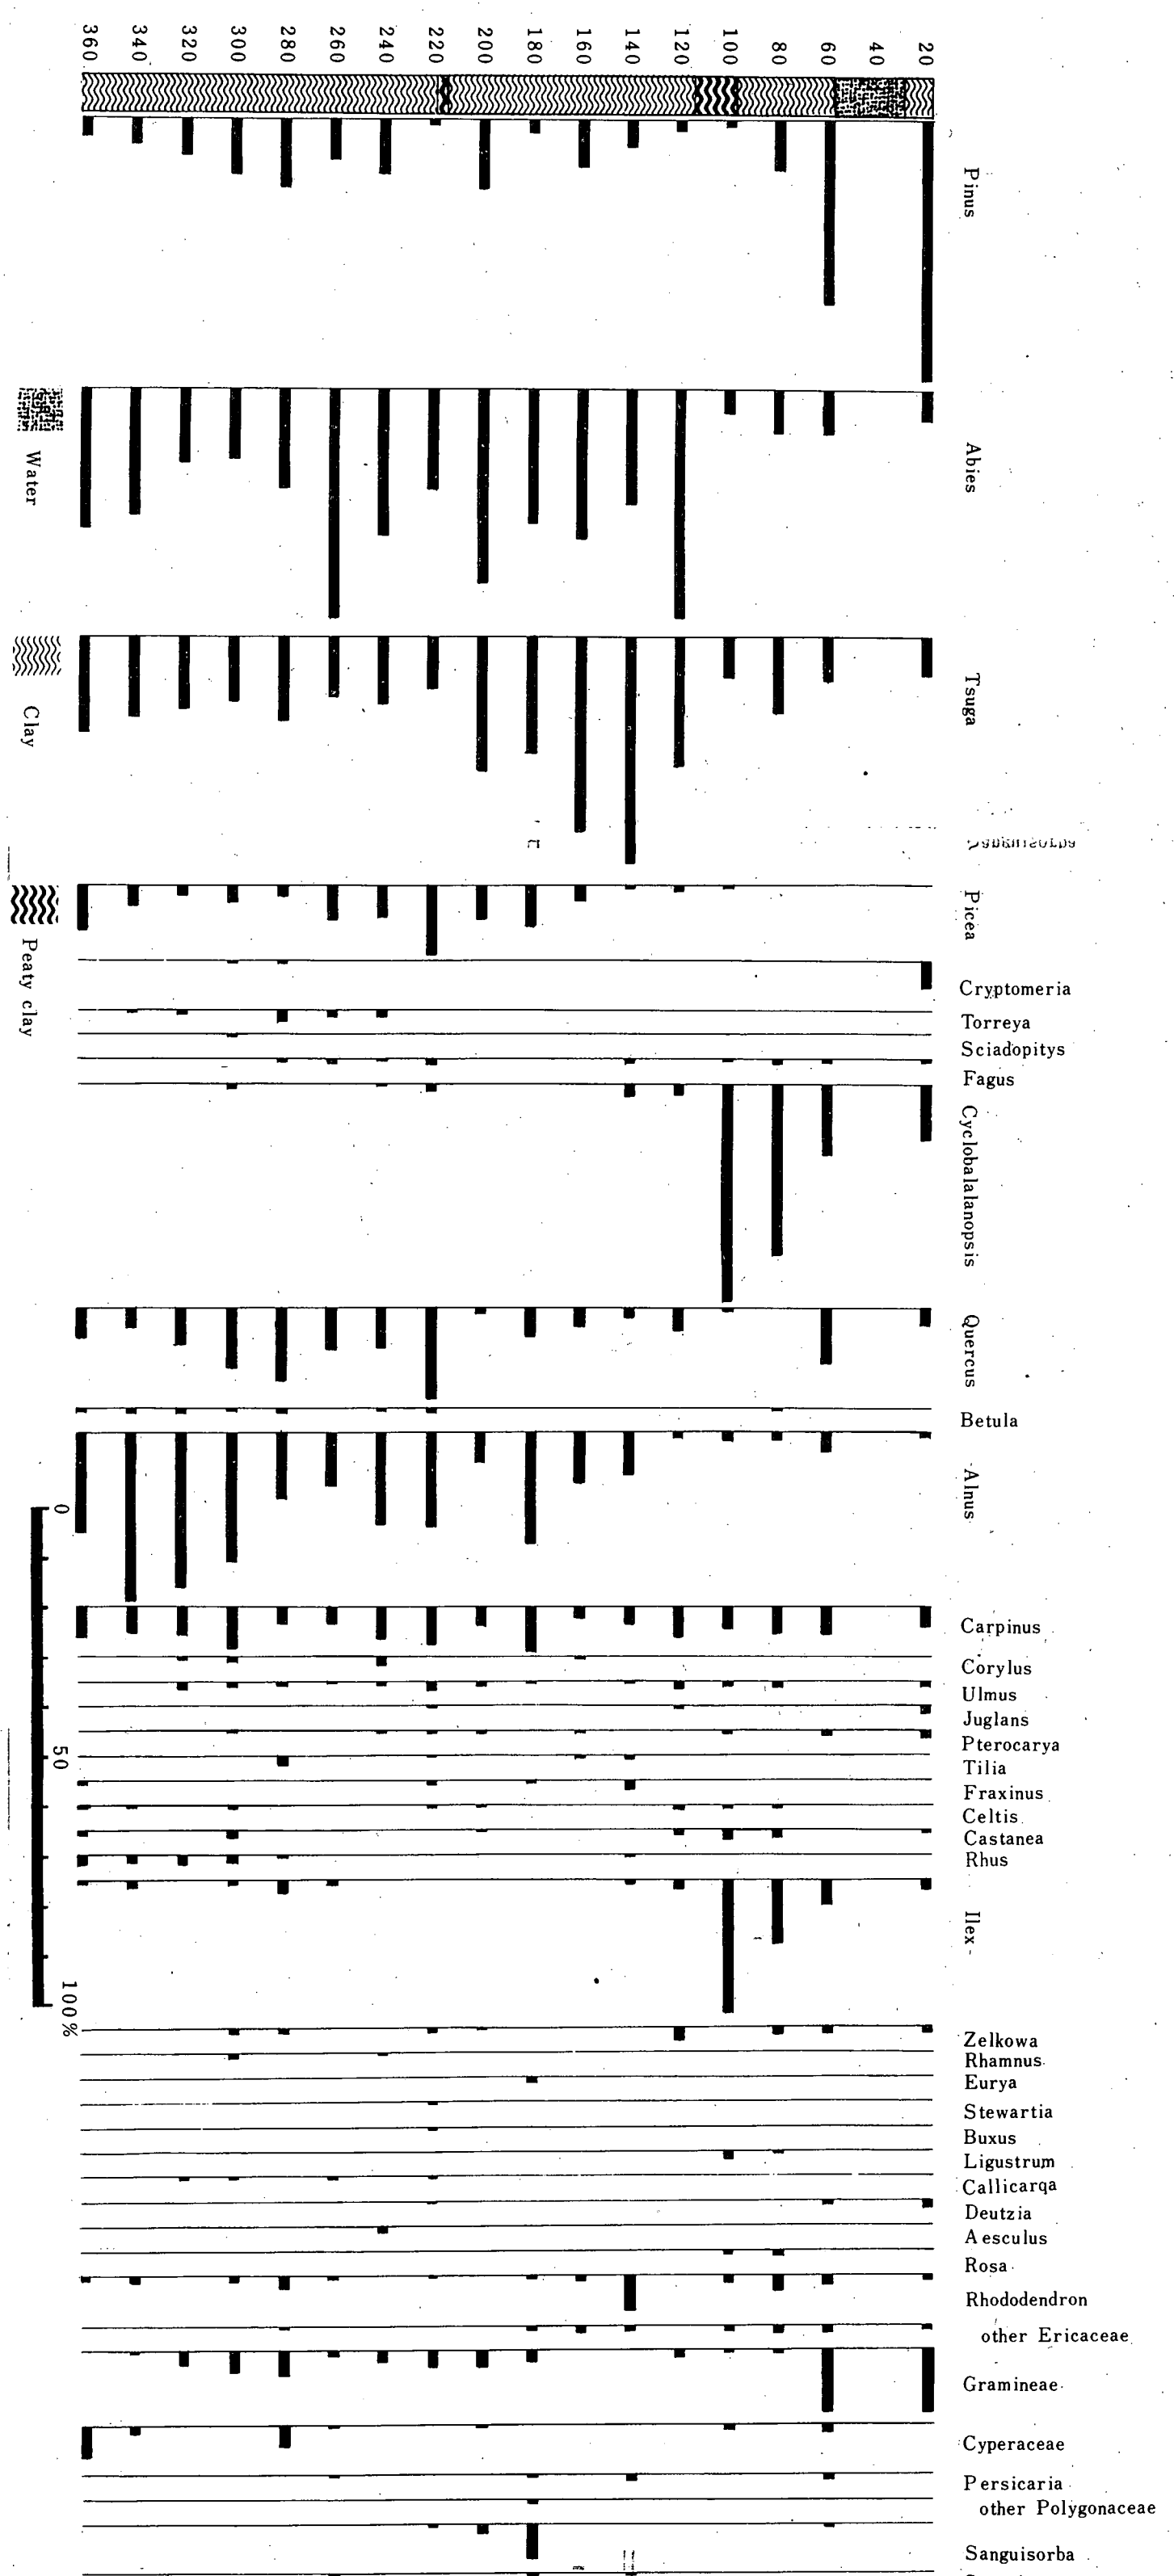 360
340
320
300
280
260
240
220
200
180
160
140
120
100
80
60
40
20
Pinus
Abies
Tsuga
Picea
Cryptomeria
Torreya
Sciadopitys
Fagus
Cyclobalalanopsis
Quercus
Betula
Alnus
Carpinus
Corylus
Ulmus
Juglans
Pterocarya
Tilia
Fraxinus
Celtis
Castanea
Rhus
Ilex
Zelkowa
Rhamnus
Eurya
Stewartia
Buxus
Ligustrum
Callicarqa
Deutzia
Aesculus
Rosa
Rhododendron
other Ericaceae
Gramineae
Cyperaceae
Persicaria
other Polygonaceae
Sanguisorba
Water
Clay
Peaty clay
0
50
100%